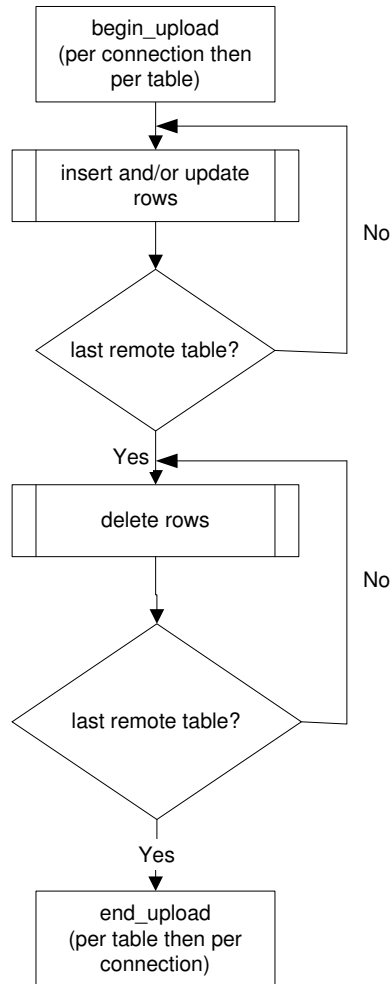 begin_upload
(per connection then
per table)
insert and/or update
rows
No
last remote table?
Yes
delete rows
No
last remote table?
Yes
end_upload
(per table then per
connection)